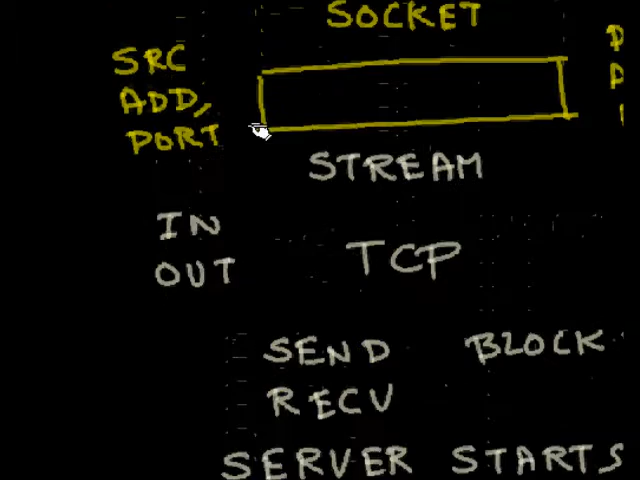 SOCKET
SRC
ADD,
PORT
STREAM
IN
OUT
TCP
SEND BLOCK
RECV
SERVER STARTS